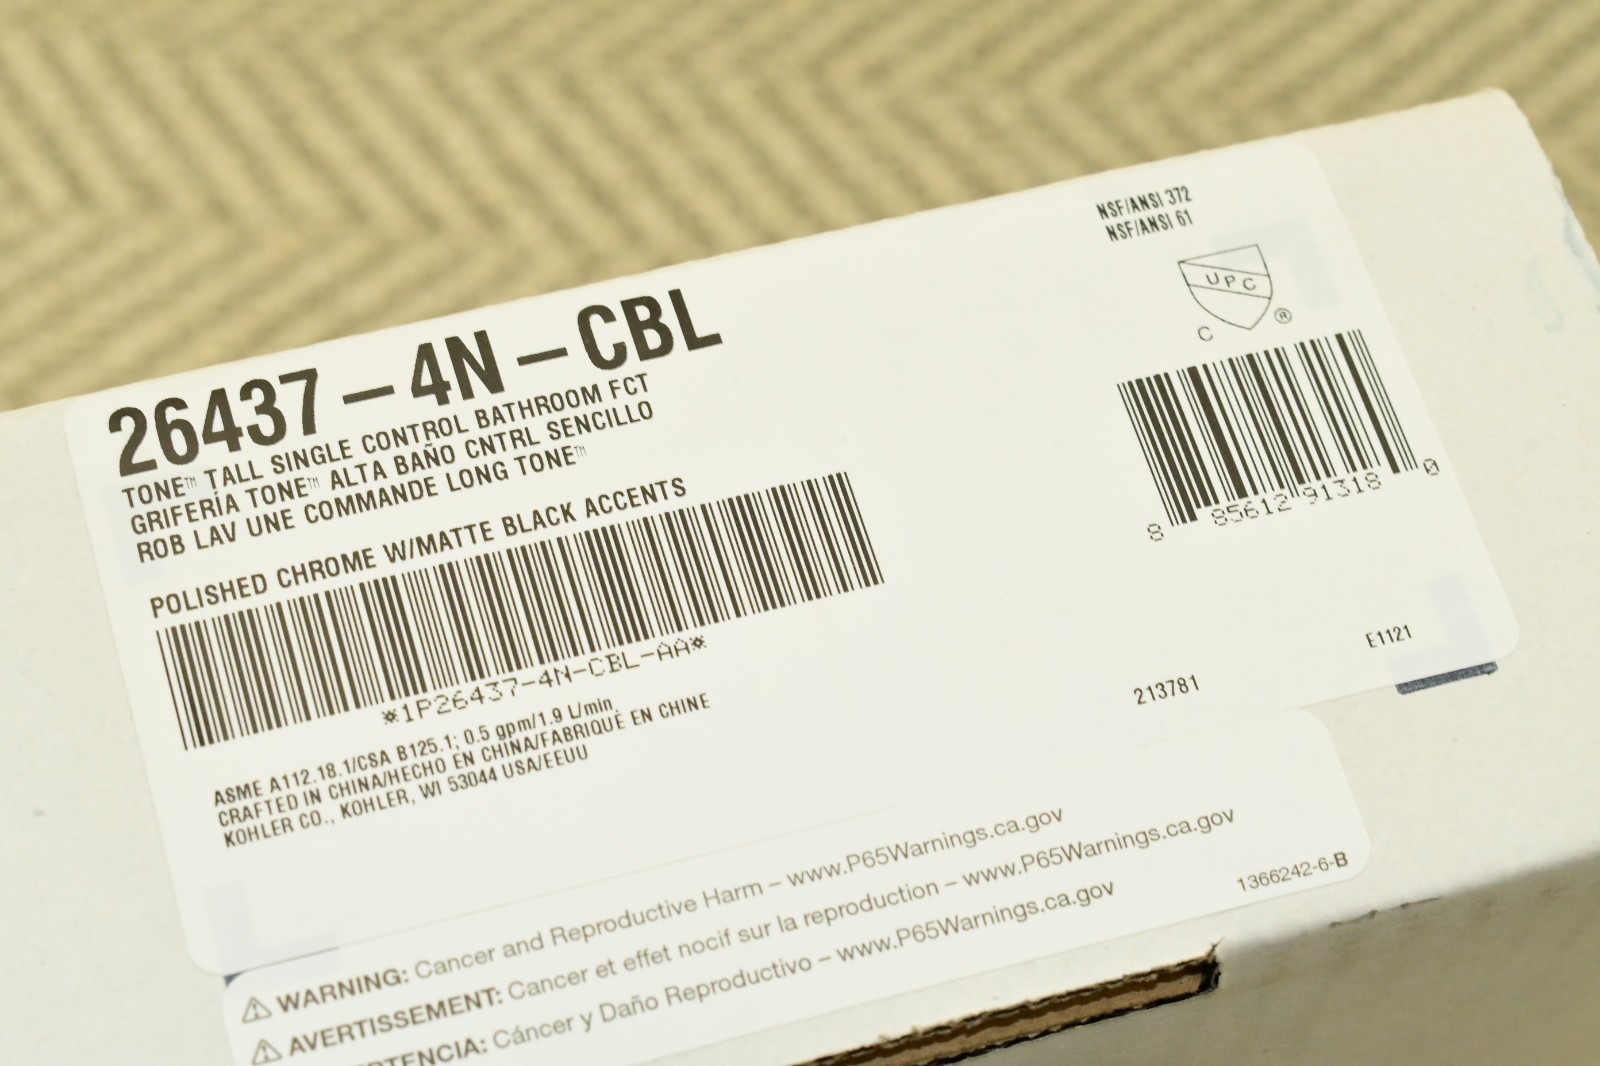 26437-4N-CBL
TONE™ TALL SINGLE CONTROL BATHROOM FCT
GRIFERÍA TONE™ ALTA BAÑO CNTRL SENCILLO
ROB LAV UNE COMMANDE LONG TONE™
POLISHED CHROME W/MATTE BLACK ACCENTS
*1P26437-4N-CBL-AA*
ASME A112.18.1/CSA B125.1; 0.5 gpm/1.9 L/min.
CRAFTED IN CHINA/HECHO EN CHINA/FABRIQUÉ EN CHINE
KOHLER CO., KOHLER, WI 53044 USA/EEUU
NSF/ANSI 372
NSF/ANSI 61
UPC
C ®
8 85612 91318 0
E1121
213781
⚠ WARNING: Cancer and Reproductive Harm – www.P65Warnings.ca.gov
⚠ AVERTISSEMENT: Cancer et effet nocif sur la reproduction – www.P65Warnings.ca.gov
RTENCIA: Cáncer y Daño Reproductivo – www.P65Warnings.ca.gov
1366242-6-B